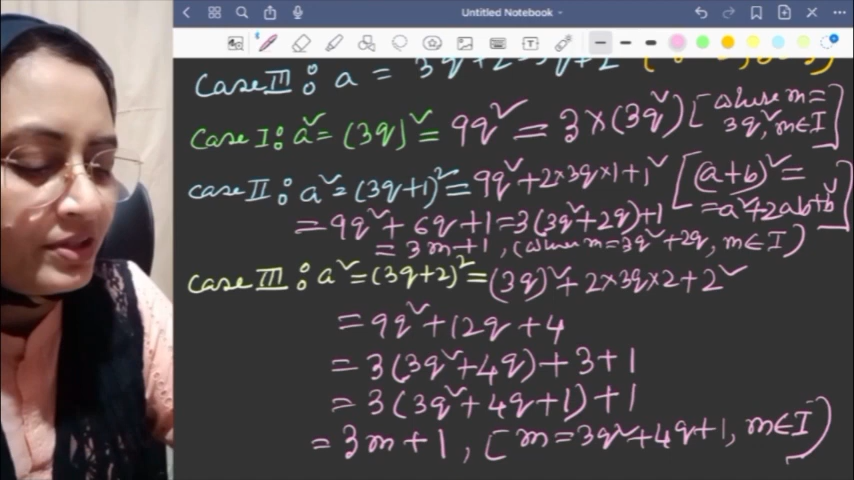 Untitled Notebook
Case III : a = 3q+2
Case I : a² = (3q)² = 9q² = 3×(3q²) [where m =
3q², m∈I]
Case II : a² = (3q+1)² = 9q²+2×3q×1+1² [(a+b)² =
= 9q²+6q+1 = 3(3q²+2q)+1 = a²+2ab+b²]
= 3m+1, (where m = 3q²+2q, m∈I)
Case III : a² = (3q+2)² = (3q)²+2×3q×2+2²
= 9q²+12q+4
= 3(3q²+4q)+3+1
= 3(3q²+4q+1)+1
= 3m+1, [m = 3q²+4q+1, m∈I)